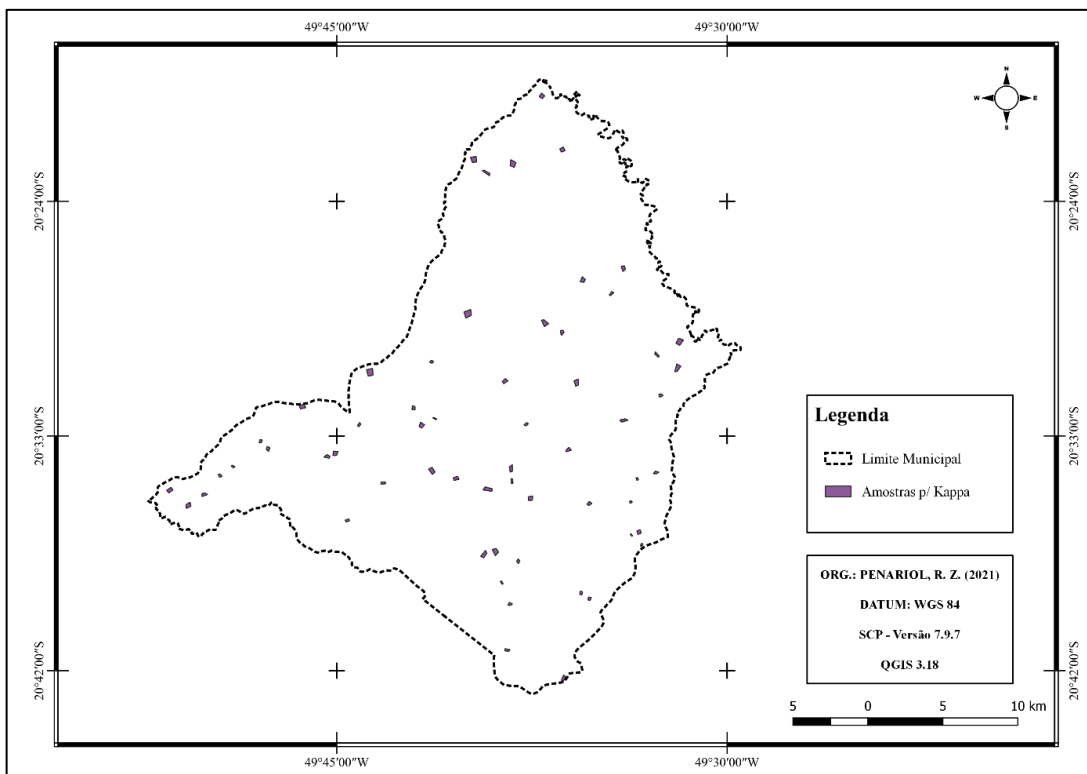 49°45'00"W
49°30'00"W
N
W
E
S
20°24'00"S
20°24'00"S
20°33'00"S
20°33'00"S
20°42'00"S
20°42'00"S
Legenda
Limite Municipal
Amostras p/ Kappa
ORG.: PENARIOL, R. Z. (2021)
DATUM: WGS 84
SCP - Versão 7.9.7
QGIS 3.18
5 0 5 10 km
49°45'00"W
49°30'00"W